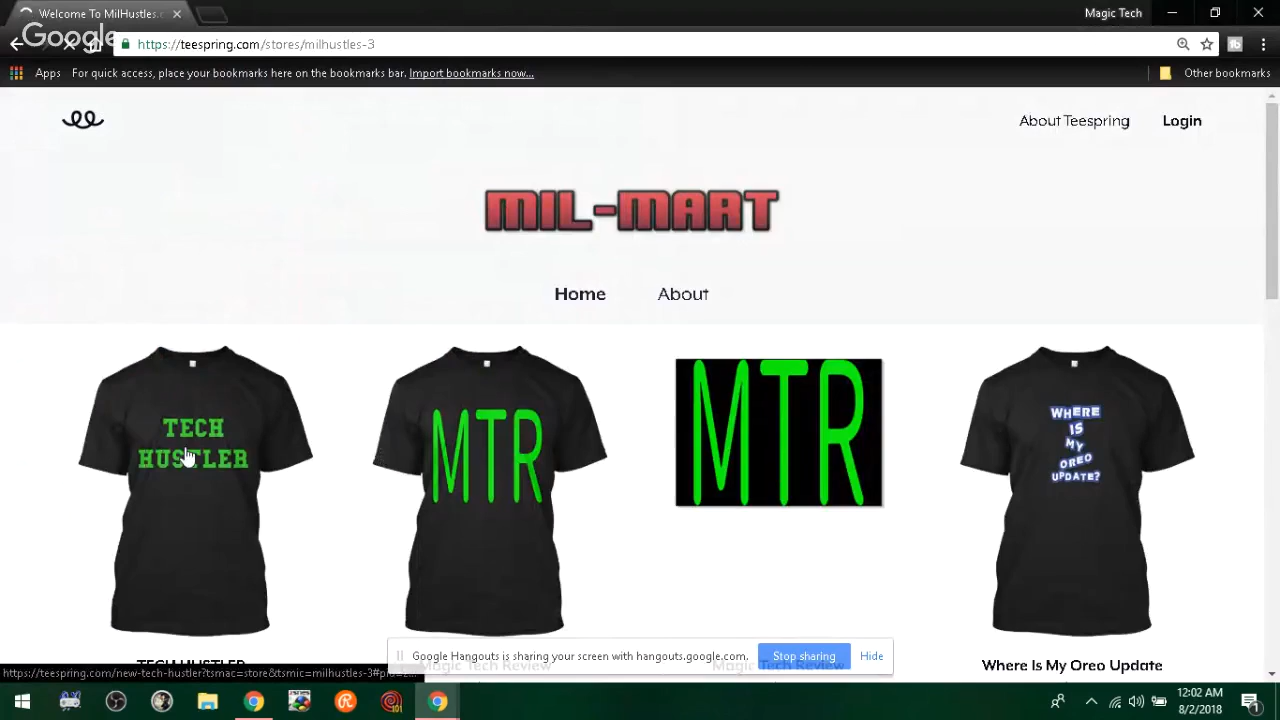 Welcome To MilHustles.
Magic Tech
Google
https://teespring.com/stores/milhustles-3
Apps
For quick access, place your bookmarks here on the bookmarks bar. Import bookmarks now...
Other bookmarks
About Teespring
Login
MIL-MART
Home
About
TECH
HUSTLER
MTR
MTR
WHERE
IS
MY
OREO
UPDATE?
Google Hangouts is sharing your screen with hangouts.google.com.
Stop sharing
Hide
TECH HUSTLER
Magic Tech Review
Magic Tech Review
Where Is My Oreo Update
https://teespring.com/new-tech-hustler?tsmac=store&tsmic=milhustles-3#pid=2...
12:02 AM
8/2/2018